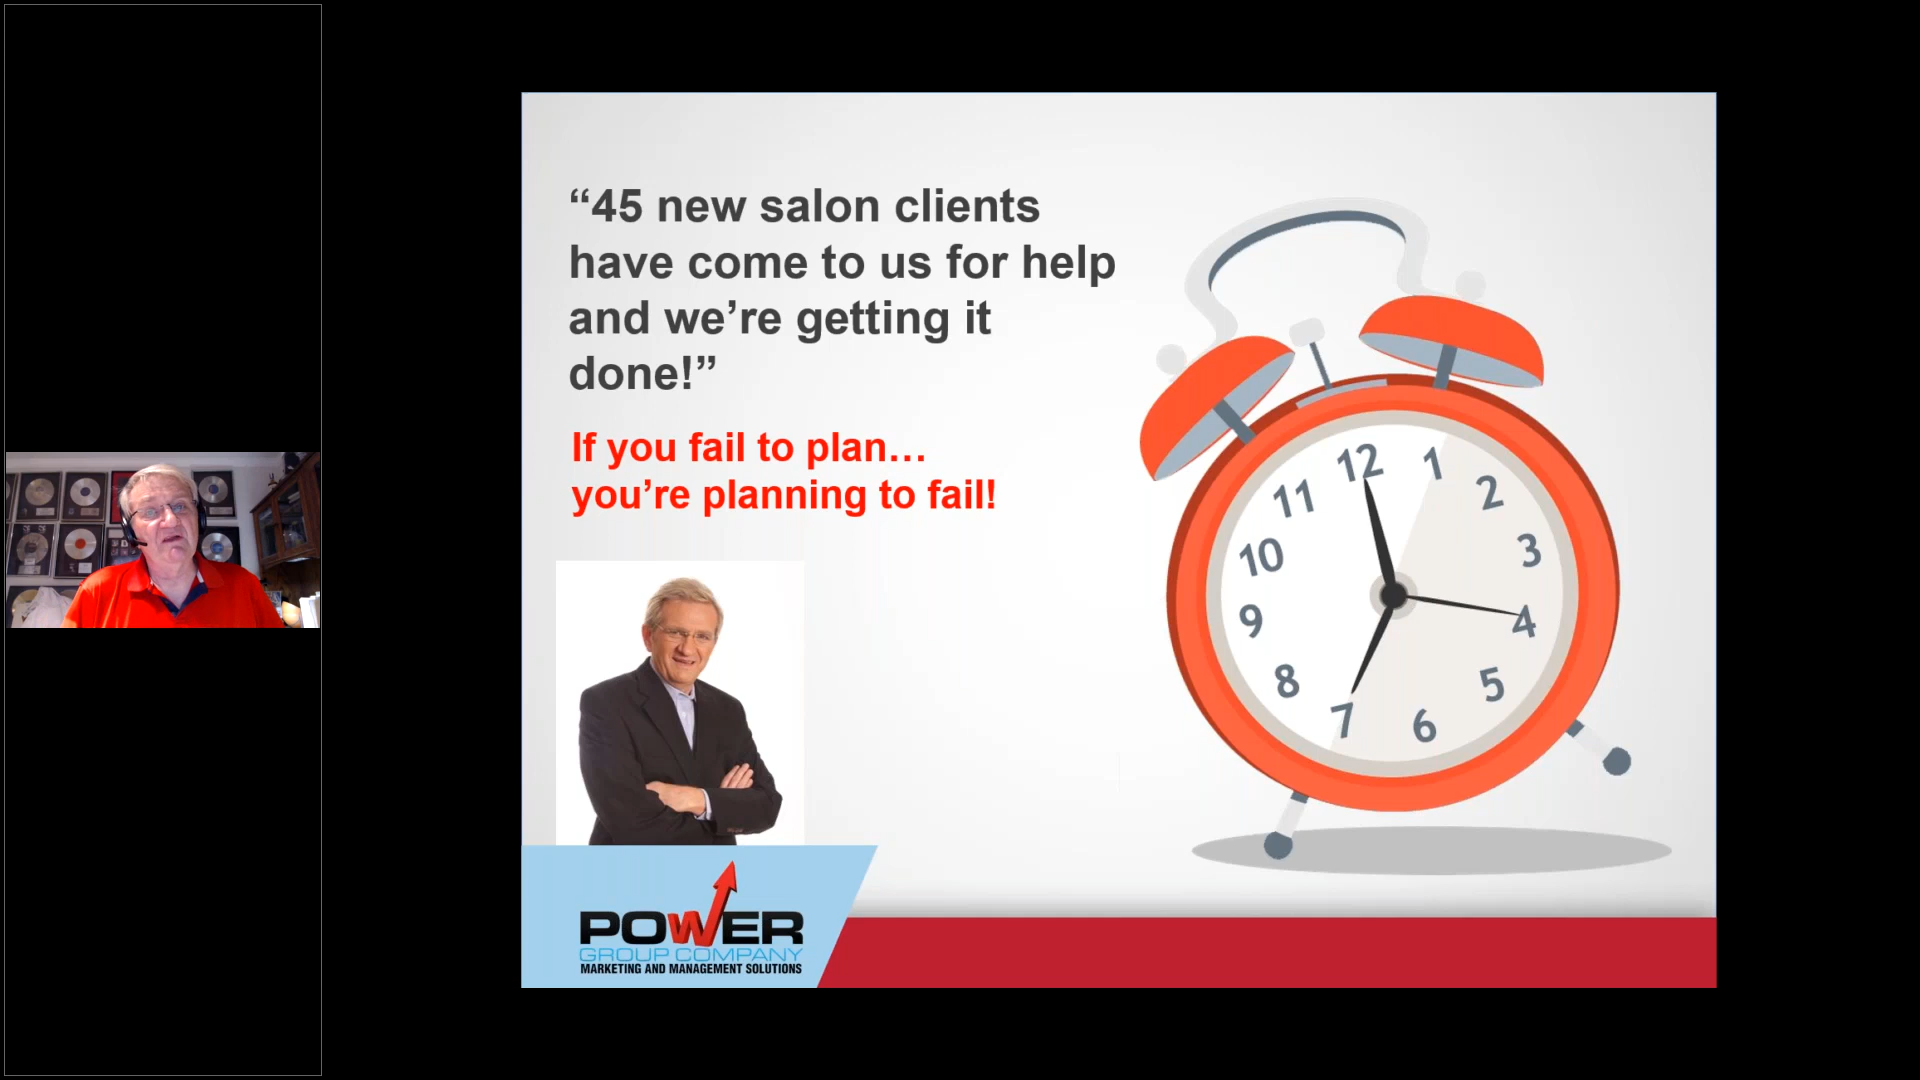 “45 new salon clients
have come to us for help
and we’re getting it
done!”
If you fail to plan…
you’re planning to fail!
12
1
2
3
4
5
6
7
8
9
10
11
POWER
GROUP COMPANY
MARKETING AND MANAGEMENT SOLUTIONS